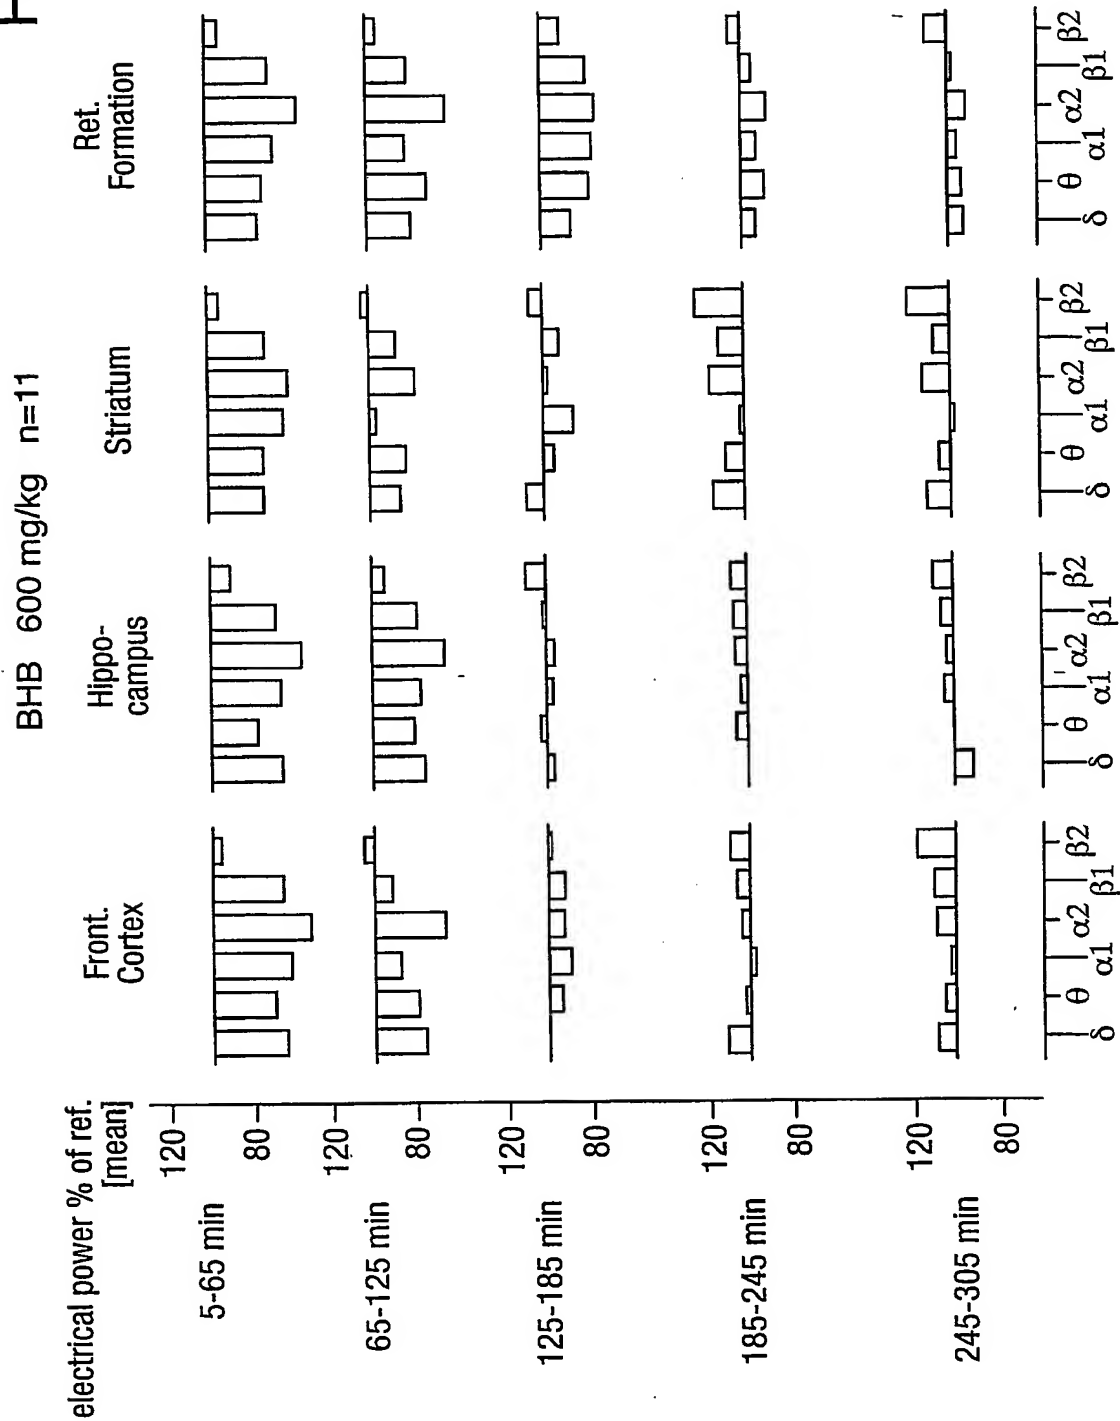 BHB 600 mg/kg n=11
Front. Cortex
Hippo-
campus
Striatum
Ret.
Formation
electrical power % of ref.
[mean]
5-65 min
120
80
65-125 min
120
80
125-185 min
120
80
185-245 min
120
80
245-305 min
120
80
δ θ α1 α2 β1 β2
δ θ α1 α2 β1 β2
δ θ α1 α2 β1 β2
δ θ α1 α2 β1 β2